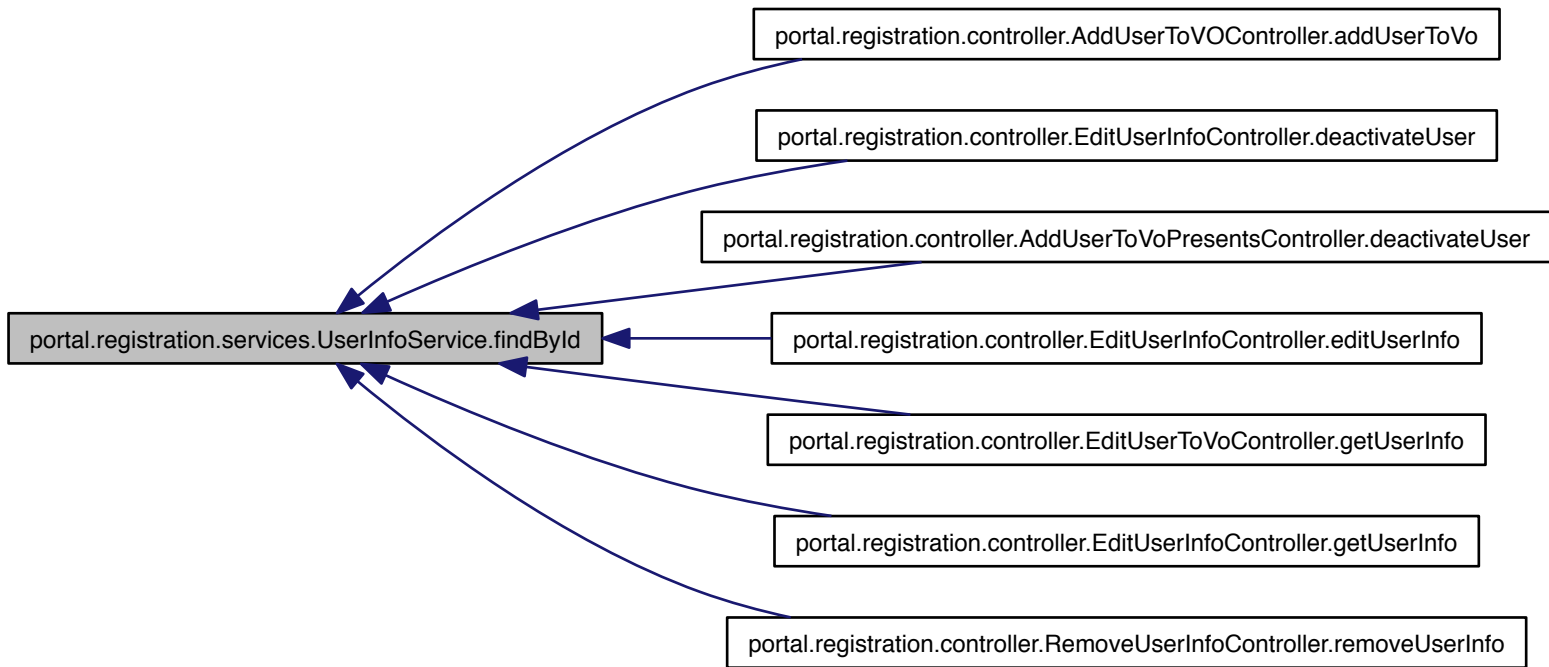 portal.registration.controller.AddUserToVOController.addUserToVo
portal.registration.controller.EditUserInfoController.deactivateUser
portal.registration.controller.AddUserToVoPresentsController.deactivateUser
portal.registration.services.UserInfoService.findById
portal.registration.controller.EditUserInfoController.editUserInfo
portal.registration.controller.EditUserToVoController.getUserInfo
portal.registration.controller.EditUserInfoController.getUserInfo
portal.registration.controller.RemoveUserInfoController.removeUserInfo